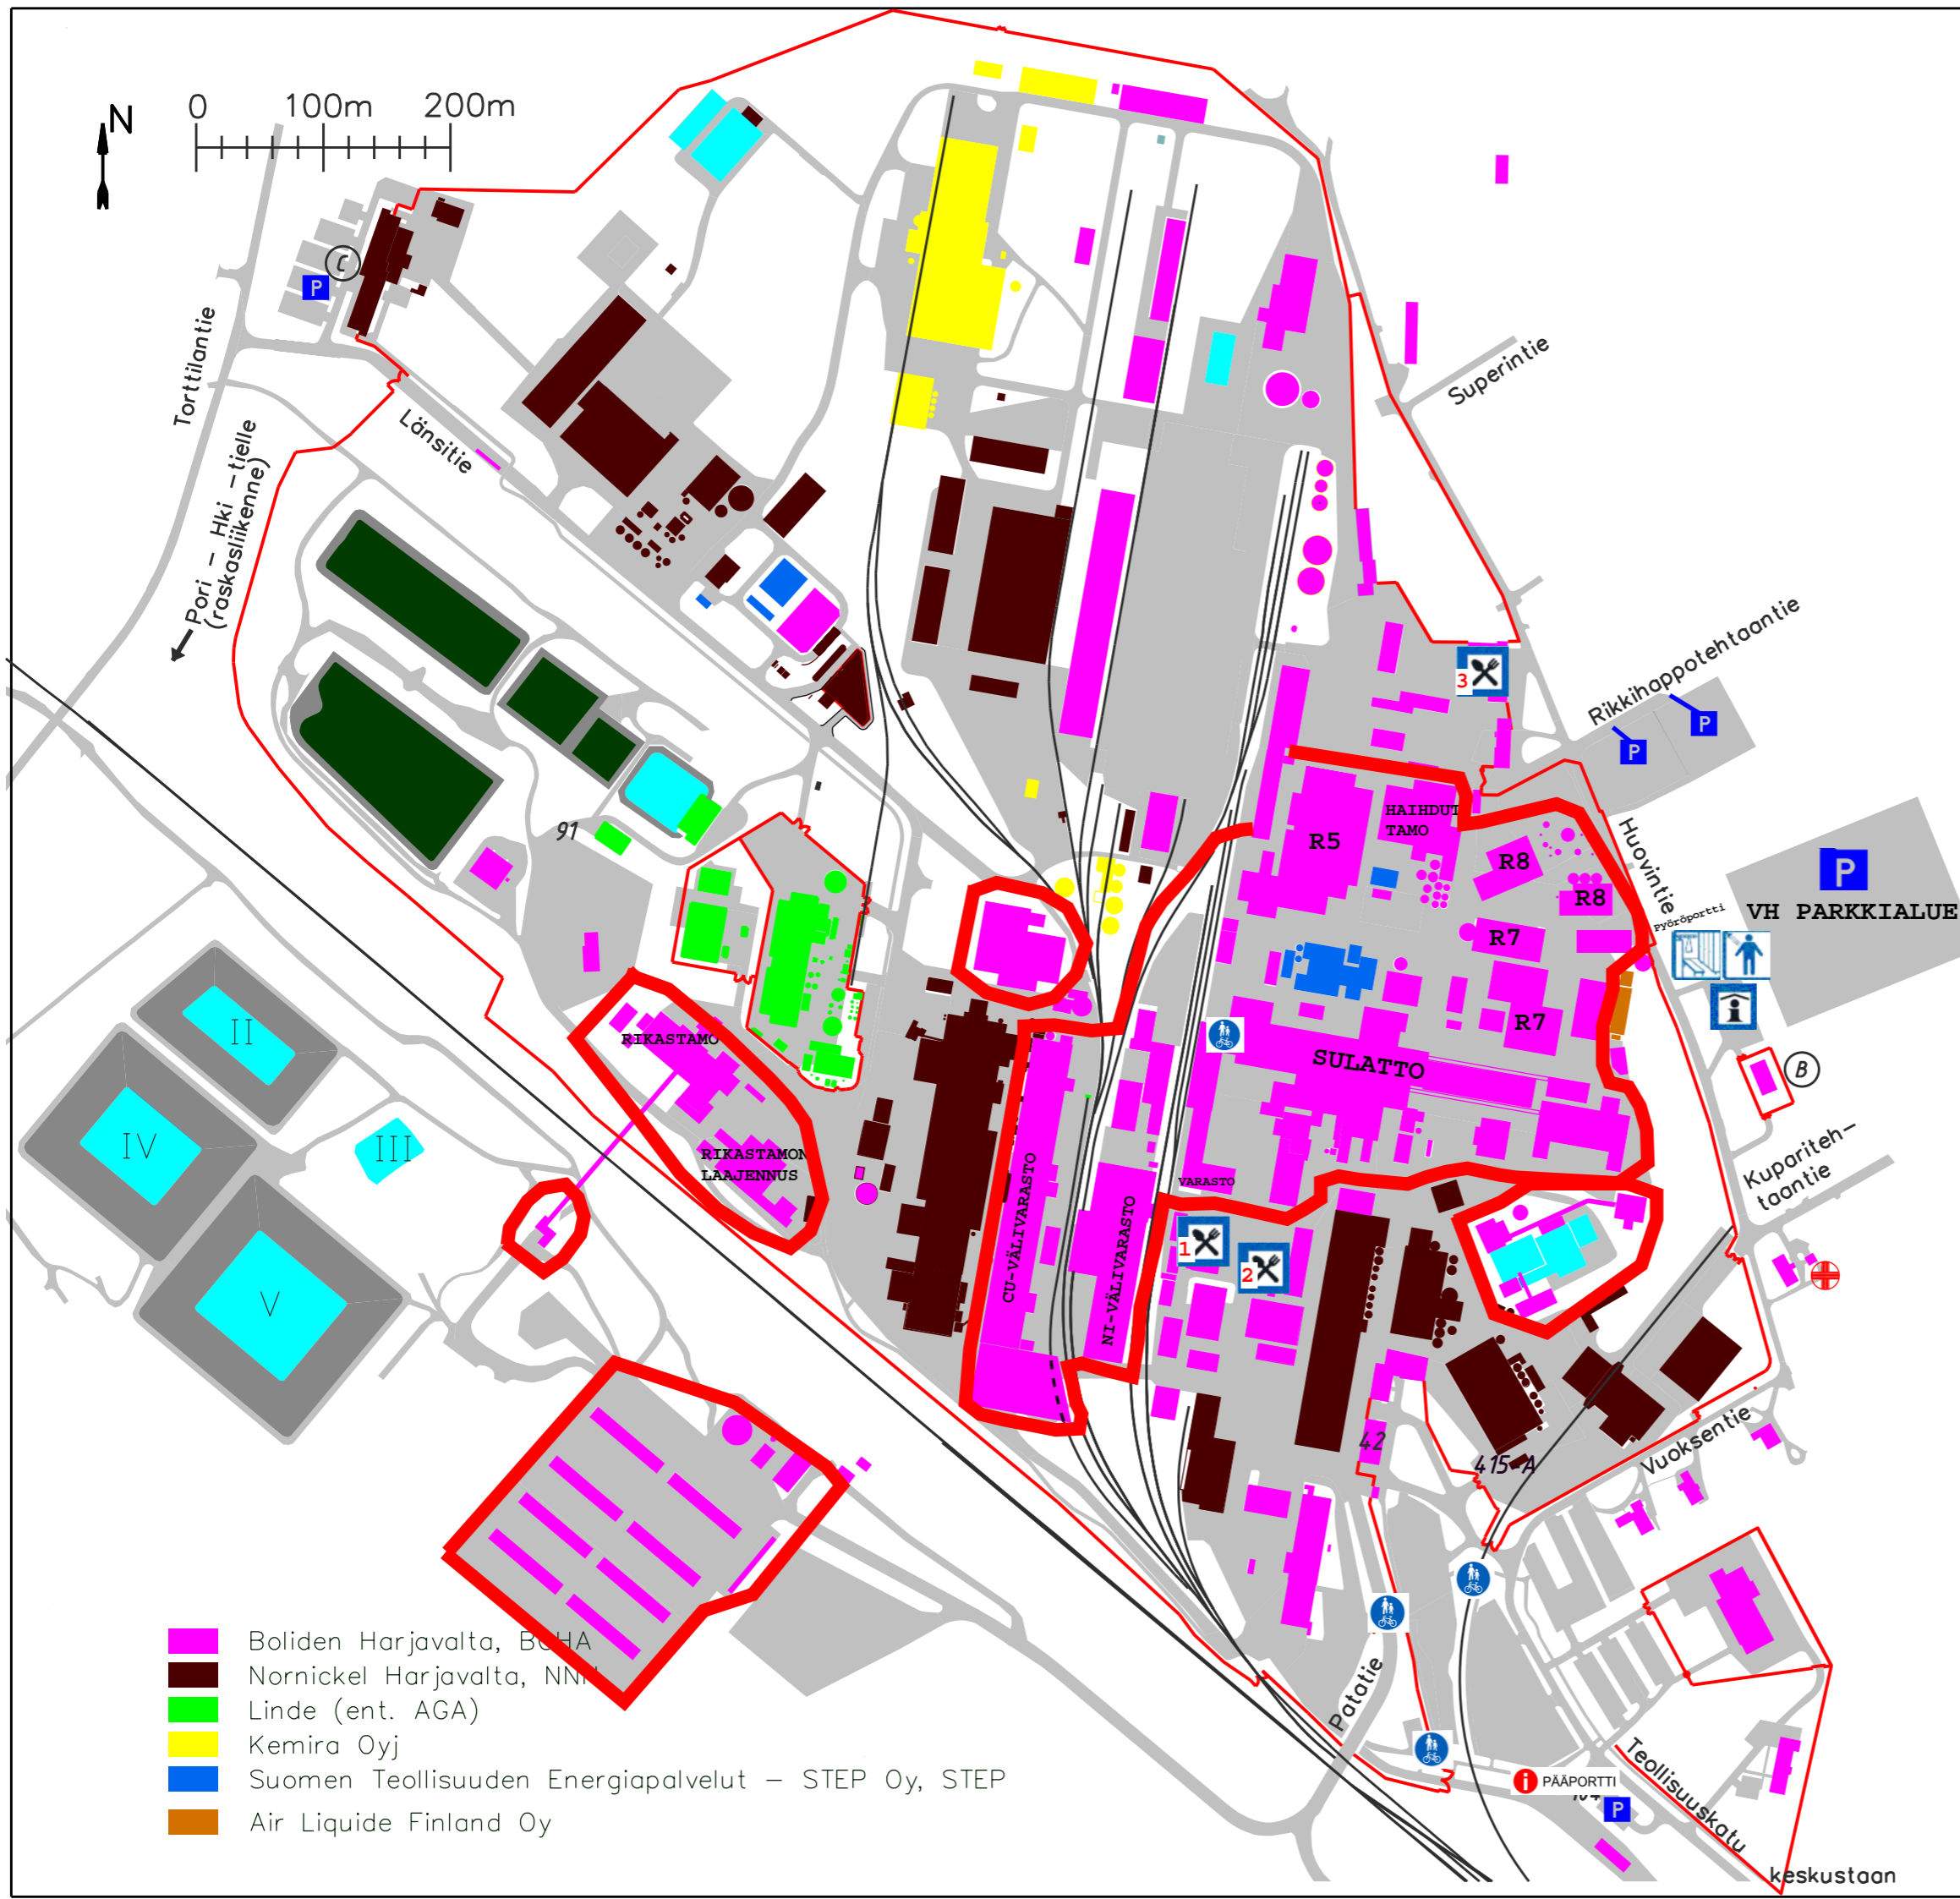 N
0 100m 200m
C
P
Torttilantie
Länsitie
Pori - Hki -tielle
(raskasliikenne)
Superintie
3
Rikkihappotehtaantie
P
P
HAIHDUT
TAMO
R5
R8
R8
R7
R7
Huovintie
Pyöröportti
P
VH PARKKIALUE
91
II
IV
III
V
RIKASTAMO
RIKASTAMON
LAAJENNUS
SULATTO
B
Kupariteh-
taantie
VARASTO
CU-VÄLIVARASTO
NI-VÄLIVARASTO
1
2
42
415-A
Vuoksentie
Patatie
PÄÄPORTTI
P
Teollisuuskatu
keskustaan
Boliden Harjavalta, BOHA
Nornickel Harjavalta, NNH
Linde (ent. AGA)
Kemira Oyj
Suomen Teollisuuden Energiapalvelut - STEP Oy, STEP
Air Liquide Finland Oy